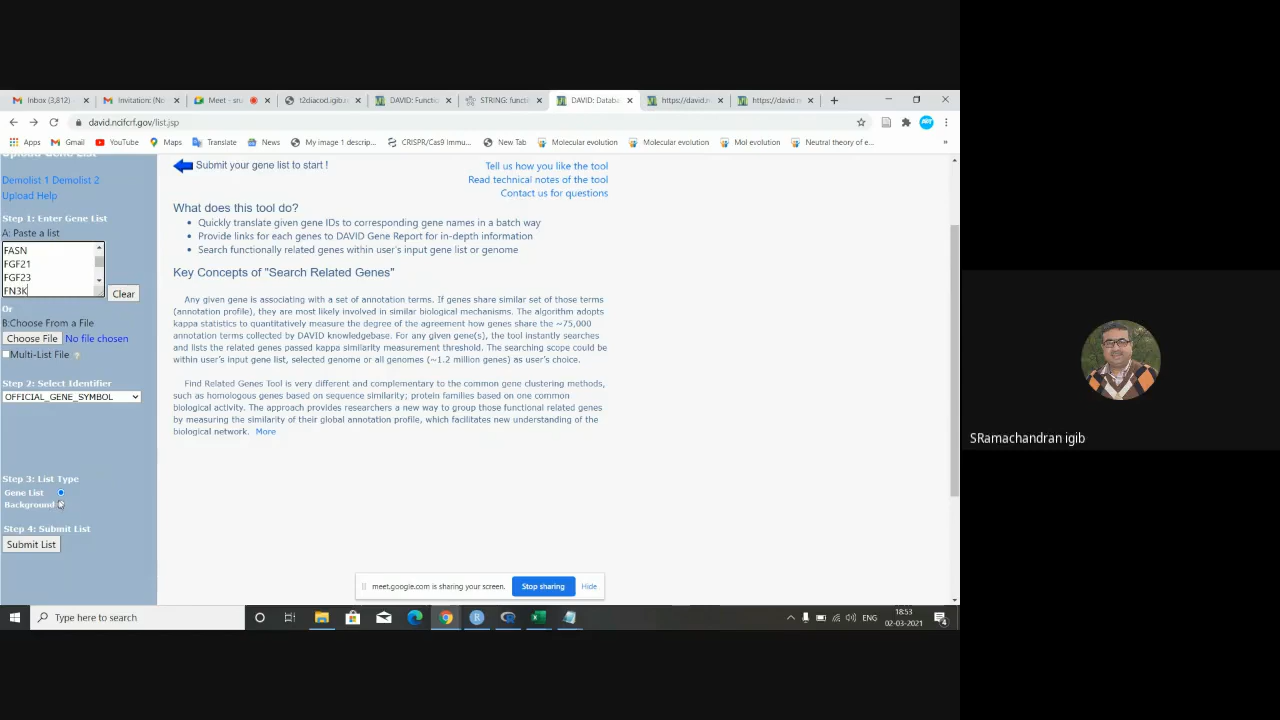 Inbox (3,812)
Invitation: (No
Meet - sru
t2diacod.igib.
DAVID: Functi
STRING: functi
DAVID: Databa
https://david.n
https://david.n
david.ncifcrf.gov/list.jsp
Apps
Gmail
YouTube
Maps
Translate
News
My image 1 descrip...
CRISPR/Cas9 Immu...
New Tab
Molecular evolution
Molecular evolution
Mol evolution
Neutral theory of e...
»
Upload Gene List
Demolist 1 Demolist 2
Upload Help
Step 1: Enter Gene List
A: Paste a list
FASN
FGF21
FGF23
FN3K
Clear
Or
B:Choose From a File
Choose File No file chosen
Multi-List File
Step 2: Select Identifier
OFFICIAL_GENE_SYMBOL
Step 3: List Type
Gene List
Background
Step 4: Submit List
Submit List
Submit your gene list to start !
Tell us how you like the tool
Read technical notes of the tool
Contact us for questions
What does this tool do?
Quickly translate given gene IDs to corresponding gene names in a batch way
Provide links for each genes to DAVID Gene Report for in-depth information
Search functionally related genes within user's input gene list or genome
Key Concepts of "Search Related Genes"
Any given gene is associating with a set of annotation terms. If genes share similar set of those terms
(annotation profile), they are most likely involved in similar biological mechanisms. The algorithm adopts
kappa statistics to quantitatively measure the degree of the agreement how genes share the ~75,000
annotation terms collected by DAVID knowledgebase. For any given gene(s), the tool instantly searches
and lists the related genes passed kappa similarity measurement threshold. The searching scope could be
within user's input gene list, selected genome or all genomes (~1.2 million genes) as user's choice.
Find Related Genes Tool is very different and complementary to the common gene clustering methods,
such as homologous genes based on sequence similarity; protein families based on one common
biological activity. The approach provides researchers a new way to group those functional related genes
by measuring the similarity of their global annotation profile, which facilitates new understanding of the
biological network. More
meet.google.com is sharing your screen.
Stop sharing
Hide
Type here to search
ENG
18:53
02-03-2021
4
SRamachandran igib